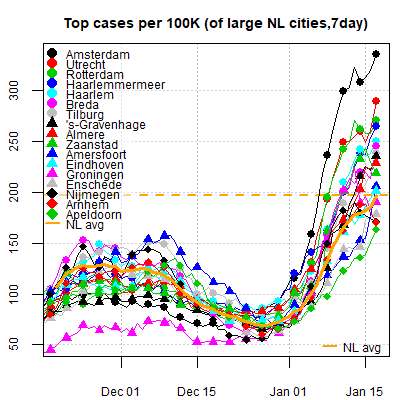 Top cases per 100K (of large NL cities,7day)
Amsterdam
Utrecht
Rotterdam
Haarlemmermeer
Haarlem
Breda
Tilburg
's-Gravenhage
Almere
Zaanstad
Amersfoort
Eindhoven
Groningen
Enschede
Nijmegen
Arnhem
Apeldoorn
NL avg
300
250
200
150
100
50
NL avg
Dec 01
Dec 15
Jan 01
Jan 15